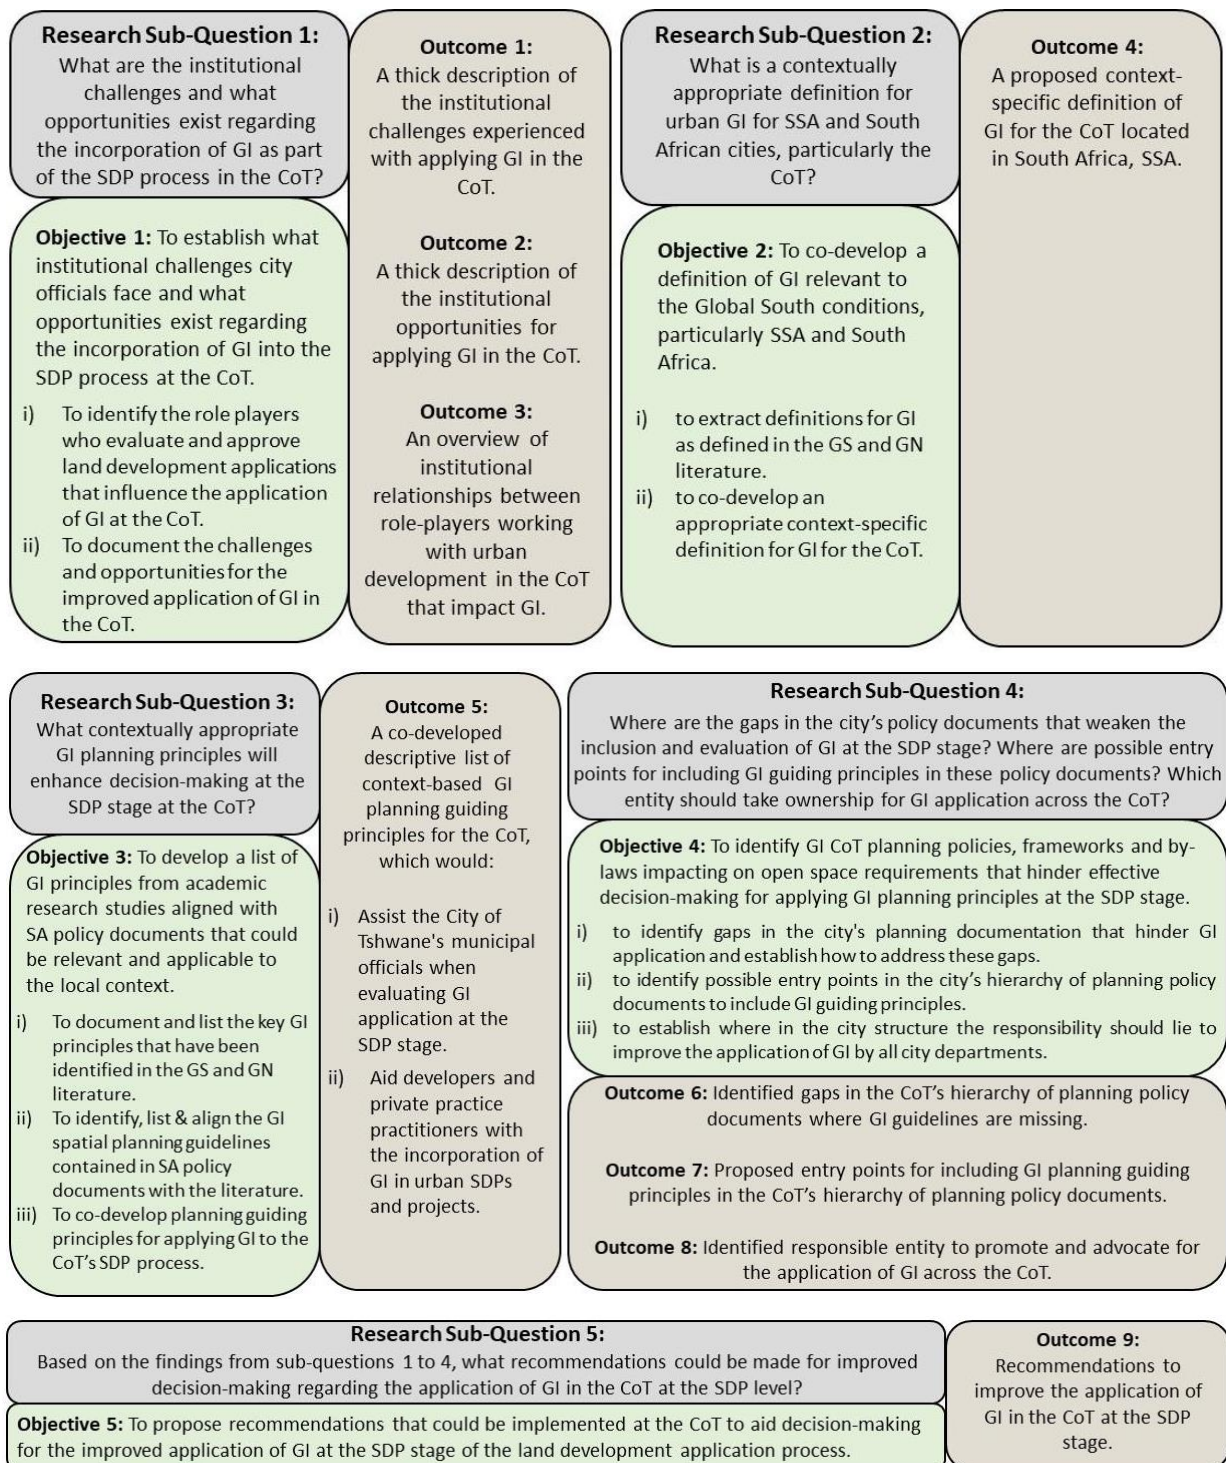 Research Sub-Question 1:
What are the institutional
challenges and what
opportunities exist regarding
the incorporation of GI as part
of the SDP process in the CoT?
Objective 1: To establish what
institutional challenges city
officials face and what
opportunities exist regarding
the incorporation of GI into the
SDP process at the CoT.
i) To identify the role players
who evaluate and approve
land development applications
that influence the application
of GI at the CoT.
ii) To document the challenges
and opportunities for the
improved application of GI in
the CoT.
Outcome 1:
A thick description of
the institutional
challenges experienced
with applying GI in the
CoT.
Outcome 2:
A thick description of
the institutional
opportunities for
applying GI in the CoT.
Outcome 3:
An overview of
institutional
relationships between
role-players working
with urban
development in the CoT
that impact GI.
Research Sub-Question 2:
What is a contextually
appropriate definition for
urban GI for SSA and South
African cities, particularly the
CoT?
Objective 2: To co-develop a
definition of GI relevant to
the Global South conditions,
particularly SSA and South
Africa.
i) to extract definitions for GI
as defined in the GS and GN
literature.
ii) to co-develop an
appropriate context-specific
definition for GI for the CoT.
Outcome 4:
A proposed context-
specific definition of
GI for the CoT located
in South Africa, SSA.
Research Sub-Question 3:
What contextually appropriate
GI planning principles will
enhance decision-making at the
SDP stage at the CoT?
Objective 3: To develop a list of
GI principles from academic
research studies aligned with
SA policy documents that could
be relevant and applicable to
the local context.
i) To document and list the key GI
principles that have been
identified in the GS and GN
literature.
ii) To identify, list & align the GI
spatial planning guidelines
contained in SA policy
documents with the literature.
iii) To co-develop planning guiding
principles for applying GI to the
CoT's SDP process.
Outcome 5:
A co-developed
descriptive list of
context-based GI
planning guiding
principles for the CoT,
which would:
i) Assist the City of
Tshwane's municipal
officials when
evaluating GI
application at the
SDP stage.
ii) Aid developers and
private practice
practitioners with
the incorporation of
GI in urban SDPs
and projects.
Research Sub-Question 4:
Where are the gaps in the city's policy documents that weaken the
inclusion and evaluation of GI at the SDP stage? Where are possible entry
points for including GI guiding principles in these policy documents? Which
entity should take ownership for GI application across the CoT?
Objective 4: To identify GI CoT planning policies, frameworks and by-
laws impacting on open space requirements that hinder effective
decision-making for applying GI planning principles at the SDP stage.
i) to identify gaps in the city's planning documentation that hinder GI
application and establish how to address these gaps.
ii) to identify possible entry points in the city's hierarchy of planning policy
documents to include GI guiding principles.
iii) to establish where in the city structure the responsibility should lie to
improve the application of GI by all city departments.
Outcome 6: Identified gaps in the CoT's hierarchy of planning policy
documents where GI guidelines are missing.
Outcome 7: Proposed entry points for including GI planning guiding
principles in the CoT's hierarchy of planning policy documents.
Outcome 8: Identified responsible entity to promote and advocate for
the application of GI across the CoT.
Research Sub-Question 5:
Based on the findings from sub-questions 1 to 4, what recommendations could be made for improved
decision-making regarding the application of GI in the CoT at the SDP level?
Objective 5: To propose recommendations that could be implemented at the CoT to aid decision-making
for the improved application of GI at the SDP stage of the land development application process.
Outcome 9:
Recommendations to
improve the application of
GI in the CoT at the SDP
stage.